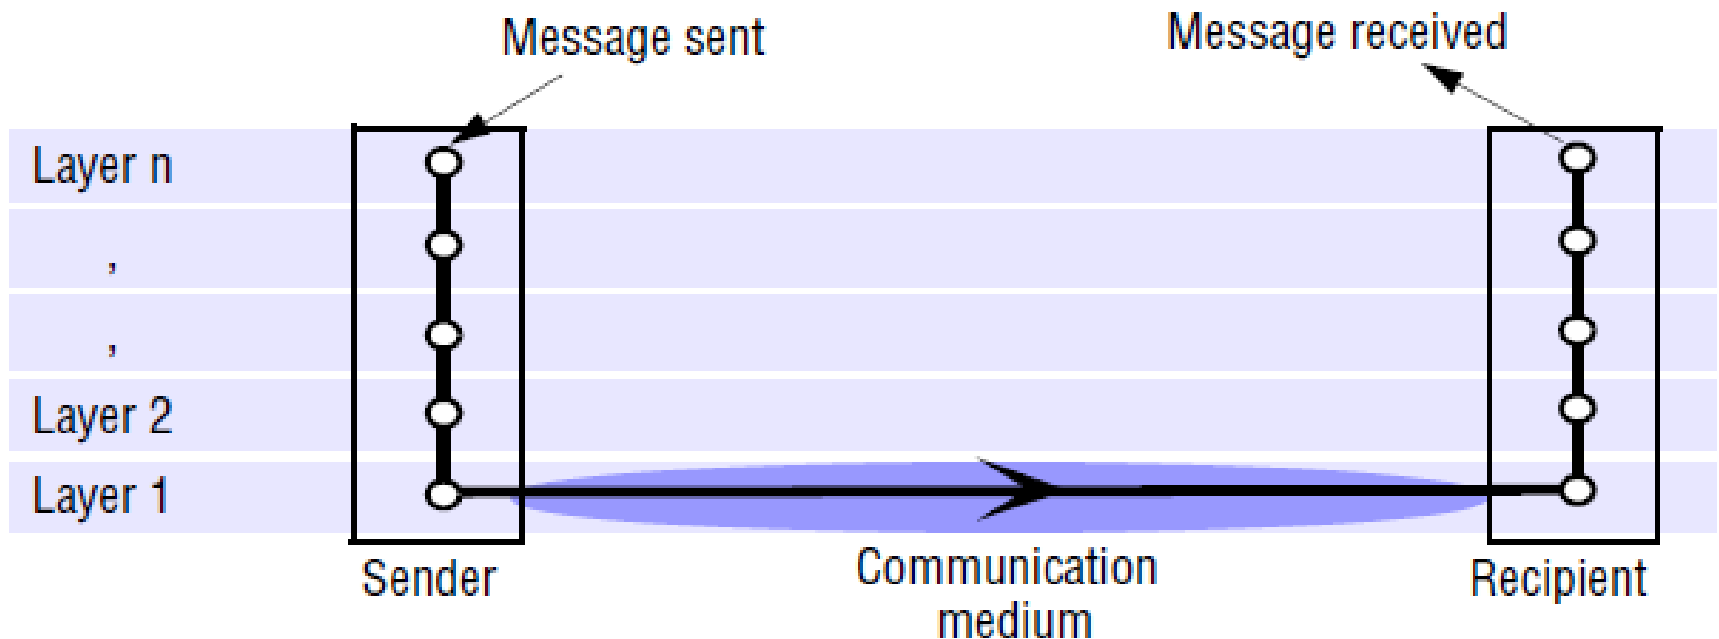 Message sent
Message received
Layer n
,
,
Layer 2
Layer 1
Sender
Communication
medium
Recipient